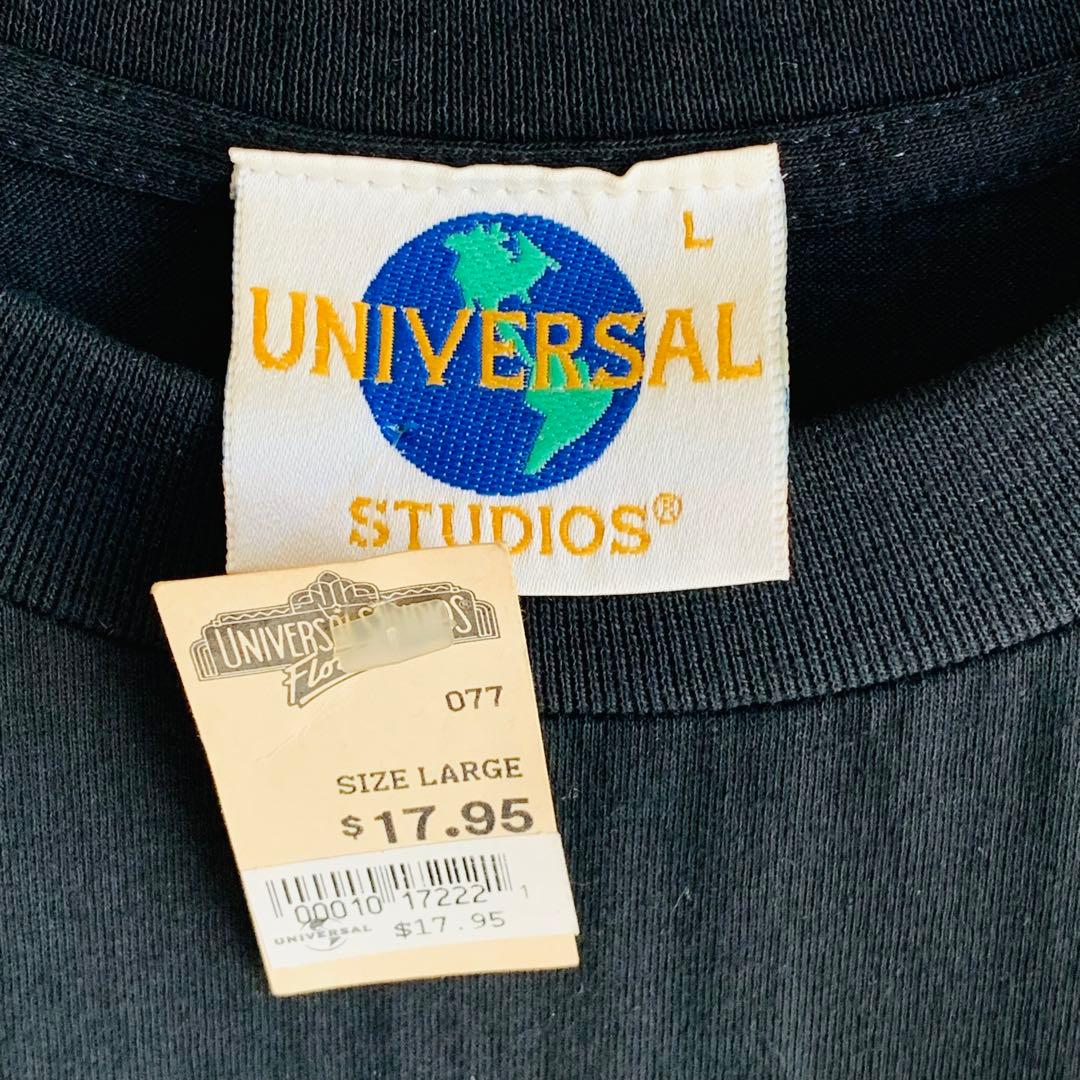 L
UNIVERSAL
STUDIOS®
077
SIZE LARGE
$17.95
00010 17222 1
UNIVERSAL $17.95